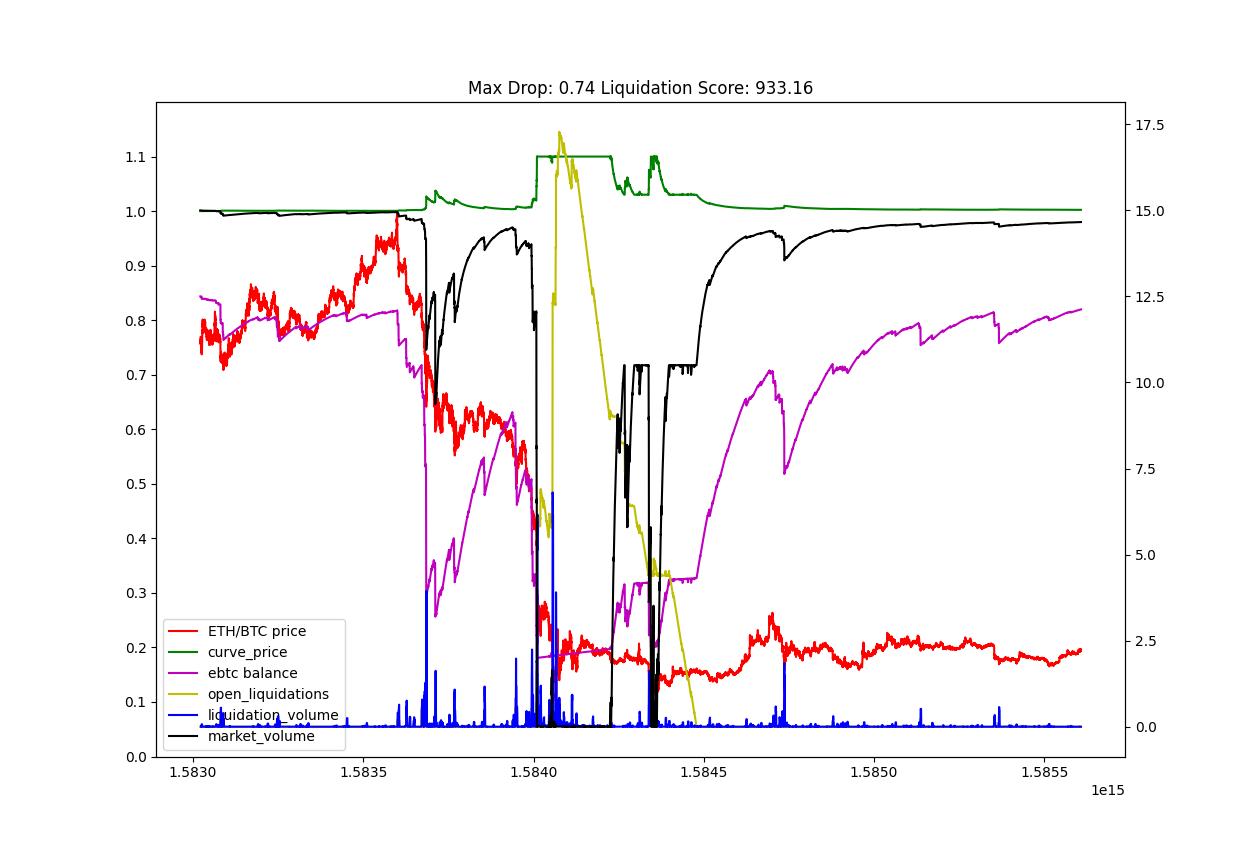 Max Drop: 0.74 Liquidation Score: 933.16
1.1
1.0
0.9
0.8
0.7
0.6
0.5
0.4
0.3
0.2
0.1
0.0
17.5
15.0
12.5
10.0
7.5
5.0
2.5
0.0
ETH/BTC price
curve_price
ebtc balance
open_liquidations
liquidation_volume
market_volume
1.5830 1.5835 1.5840 1.5845 1.5850 1.5855
1e15